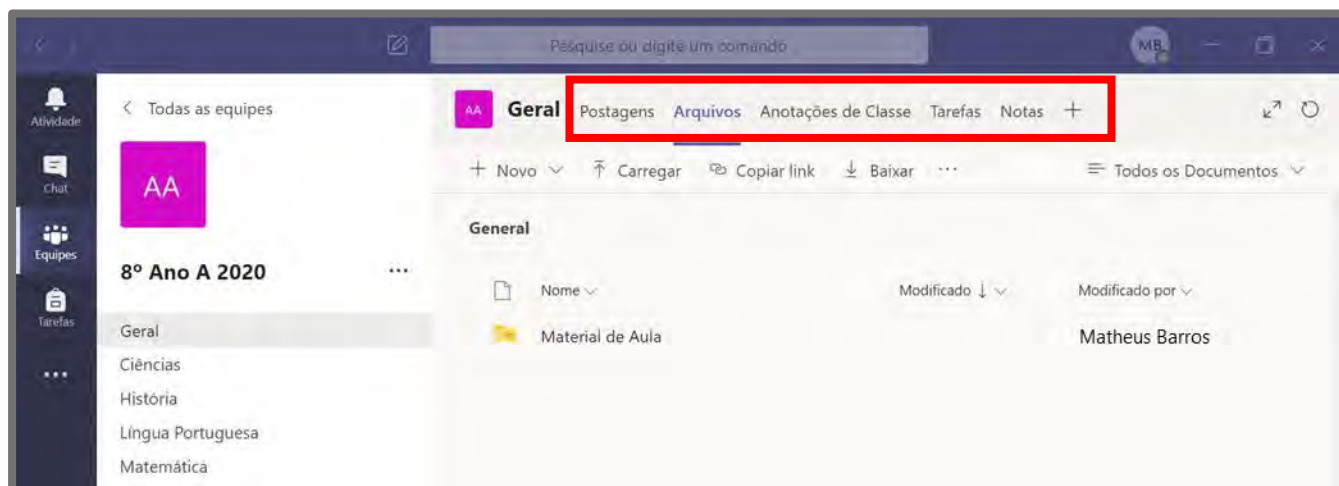 Pesquise ou digite um comando
MB
Atividade
Chat
Equipes
Tarefas
Todas as equipes
AA
8º Ano A 2020
Geral
Ciências
História
Língua Portuguesa
Matemática
AA Geral Postagens Arquivos Anotações de Classe Tarefas Notas
Novo Carregar Copiar link Baixar Todos os Documentos
General
Nome Modificado Modificado por
Material de Aula Matheus Barros